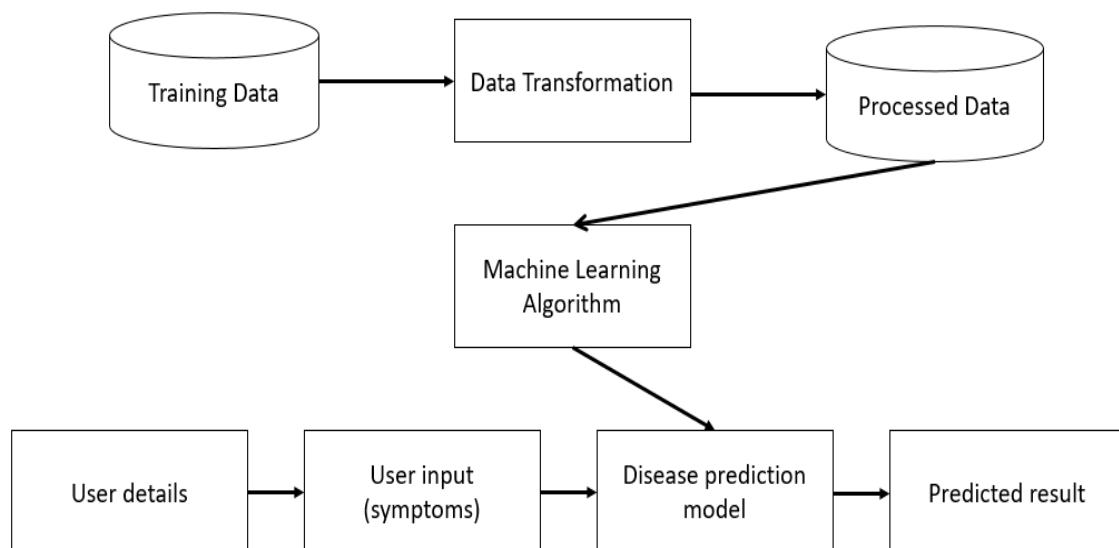 Training Data
Data Transformation
Processed Data
Machine Learning
Algorithm
User details
User input
(symptoms)
Disease prediction
model
Predicted result